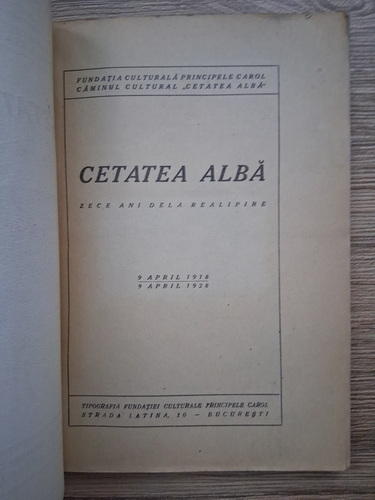 FUNDAȚIA CULTURALĂ PRINCIPELE CAROL
CĂMINUL CULTURAL „CETATEA ALBĂ"
CETATEA ALBĂ
ZECE ANI DELA REALIPIRE
9 APRIL 1918
9 APRIL 1928
TIPOGRAFIA FUNDAȚIEI CULTURALE PRINCIPELE CAROL
STRADA LATINA, 10 — BUCUREȘTI